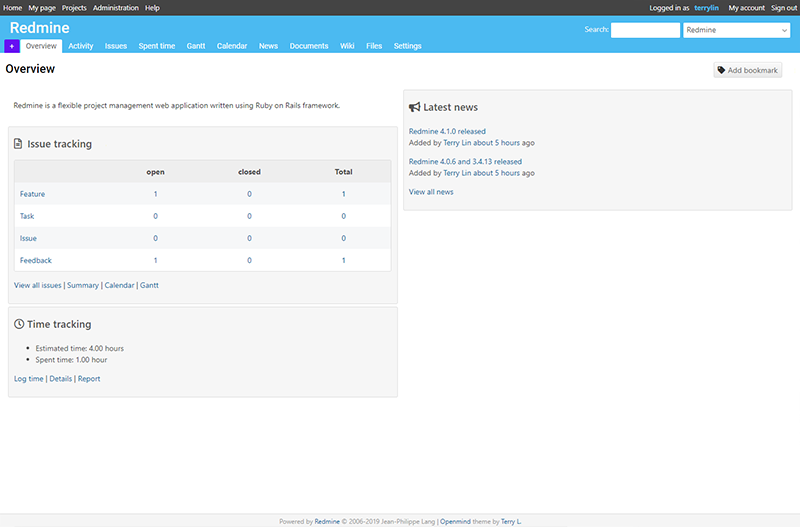 Home My page Projects Administration Help Logged in as terrylin My account Sign out
Redmine Search: Redmine
+ Overview Activity Issues Spent time Gantt Calendar News Documents Wiki Files Settings
Overview Add bookmark
Redmine is a flexible project management web application written using Ruby on Rails framework.
Issue tracking
open closed Total
Feature 1 0 1
Task 0 0 0
Issue 0 0 0
Feedback 1 0 1
View all issues | Summary | Calendar | Gantt
Time tracking
Estimated time: 4.00 hours
Spent time: 1.00 hour
Log time | Details | Report
Latest news
Redmine 4.1.0 released
Added by Terry Lin about 5 hours ago
Redmine 4.0.6 and 3.4.13 released
Added by Terry Lin about 5 hours ago
View all news
Powered by Redmine © 2006-2019 Jean-Philippe Lang | Openmind theme by Terry L.